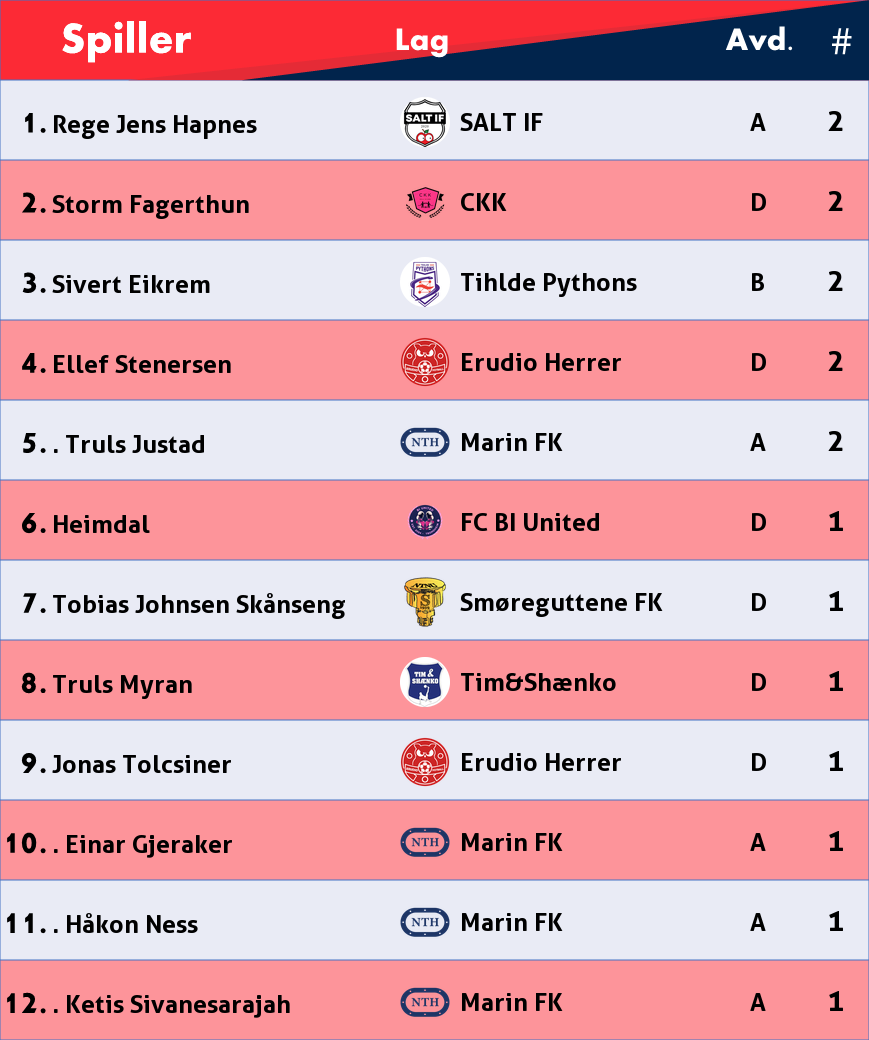 Spiller Lag Avd. #
1. Rege Jens Hapnes SALT IF SALT IF A 2
2. Storm Fagerthun CKK CKK D 2
3. Sivert Eikrem PYTHONS Tihlde Pythons B 2
4. Ellef Stenersen Erudio Herrer D 2
5. . Truls Justad NTH Marin FK A 2
6. Heimdal FC BI United D 1
7. Tobias Johnsen Skånseng NTNU S Smøreguttene FK D 1
8. Truls Myran TIM & SHÆNKO Tim&Shænko D 1
9. Jonas Tolcsiner Erudio Herrer D 1
10. . Einar Gjeraker NTH Marin FK A 1
11. . Håkon Ness NTH Marin FK A 1
12. . Ketis Sivanesarajah NTH Marin FK A 1